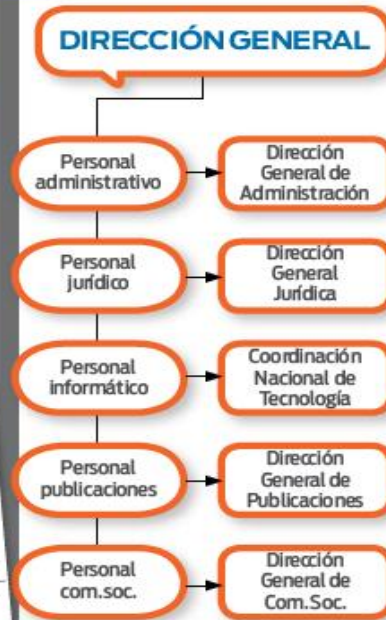 DIRECCIÓN GENERAL
Personal
administrativo
Dirección
General de
Administración
Personal
jurídico
Dirección
General
Jurídica
Personal
informático
Coordinación
Nacional de
Tecnología
Personal
publicaciones
Dirección
General de
Publicaciones
Personal
com.soc.
Dirección
General de
Com.Soc.